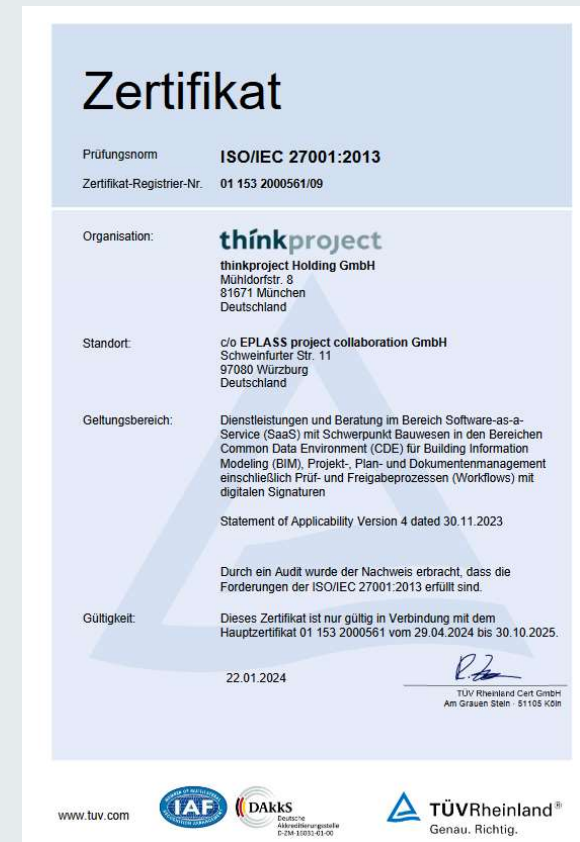 Zertifikat
Prüfungsnorm ISO/IEC 27001:2013
Zertifikat-Registrier-Nr. 01 153 2000561/09
Organisation: thinkproject
thinkproject Holding GmbH
Mühldorfstr. 8
81671 München
Deutschland
Standort: c/o EPLASS project collaboration GmbH
Schweinfurter Str. 11
97080 Würzburg
Deutschland
Geltungsbereich: Dienstleistungen und Beratung im Bereich Software-as-a-
Service (SaaS) mit Schwerpunkt Bauwesen in den Bereichen
Common Data Environment (CDE) für Building Information
Modeling (BIM), Projekt-, Plan- und Dokumentenmanagement
einschließlich Prüf- und Freigabeprozessen (Workflows) mit
digitalen Signaturen
Statement of Applicability Version 4 dated 30.11.2023
Durch ein Audit wurde der Nachweis erbracht, dass die
Forderungen der ISO/IEC 27001:2013 erfüllt sind.
Gültigkeit: Dieses Zertifikat ist nur gültig in Verbindung mit dem
Hauptzertifikat 01 153 2000561 vom 29.04.2024 bis 30.10.2025.
22.01.2024
TÜV Rheinland Cert GmbH
Am Grauen Stein · 51105 Köln
www.tuv.com
IAF
DAkkS
Deutsche
Akkreditierungsstelle
TÜVRheinland®
Genau. Richtig.